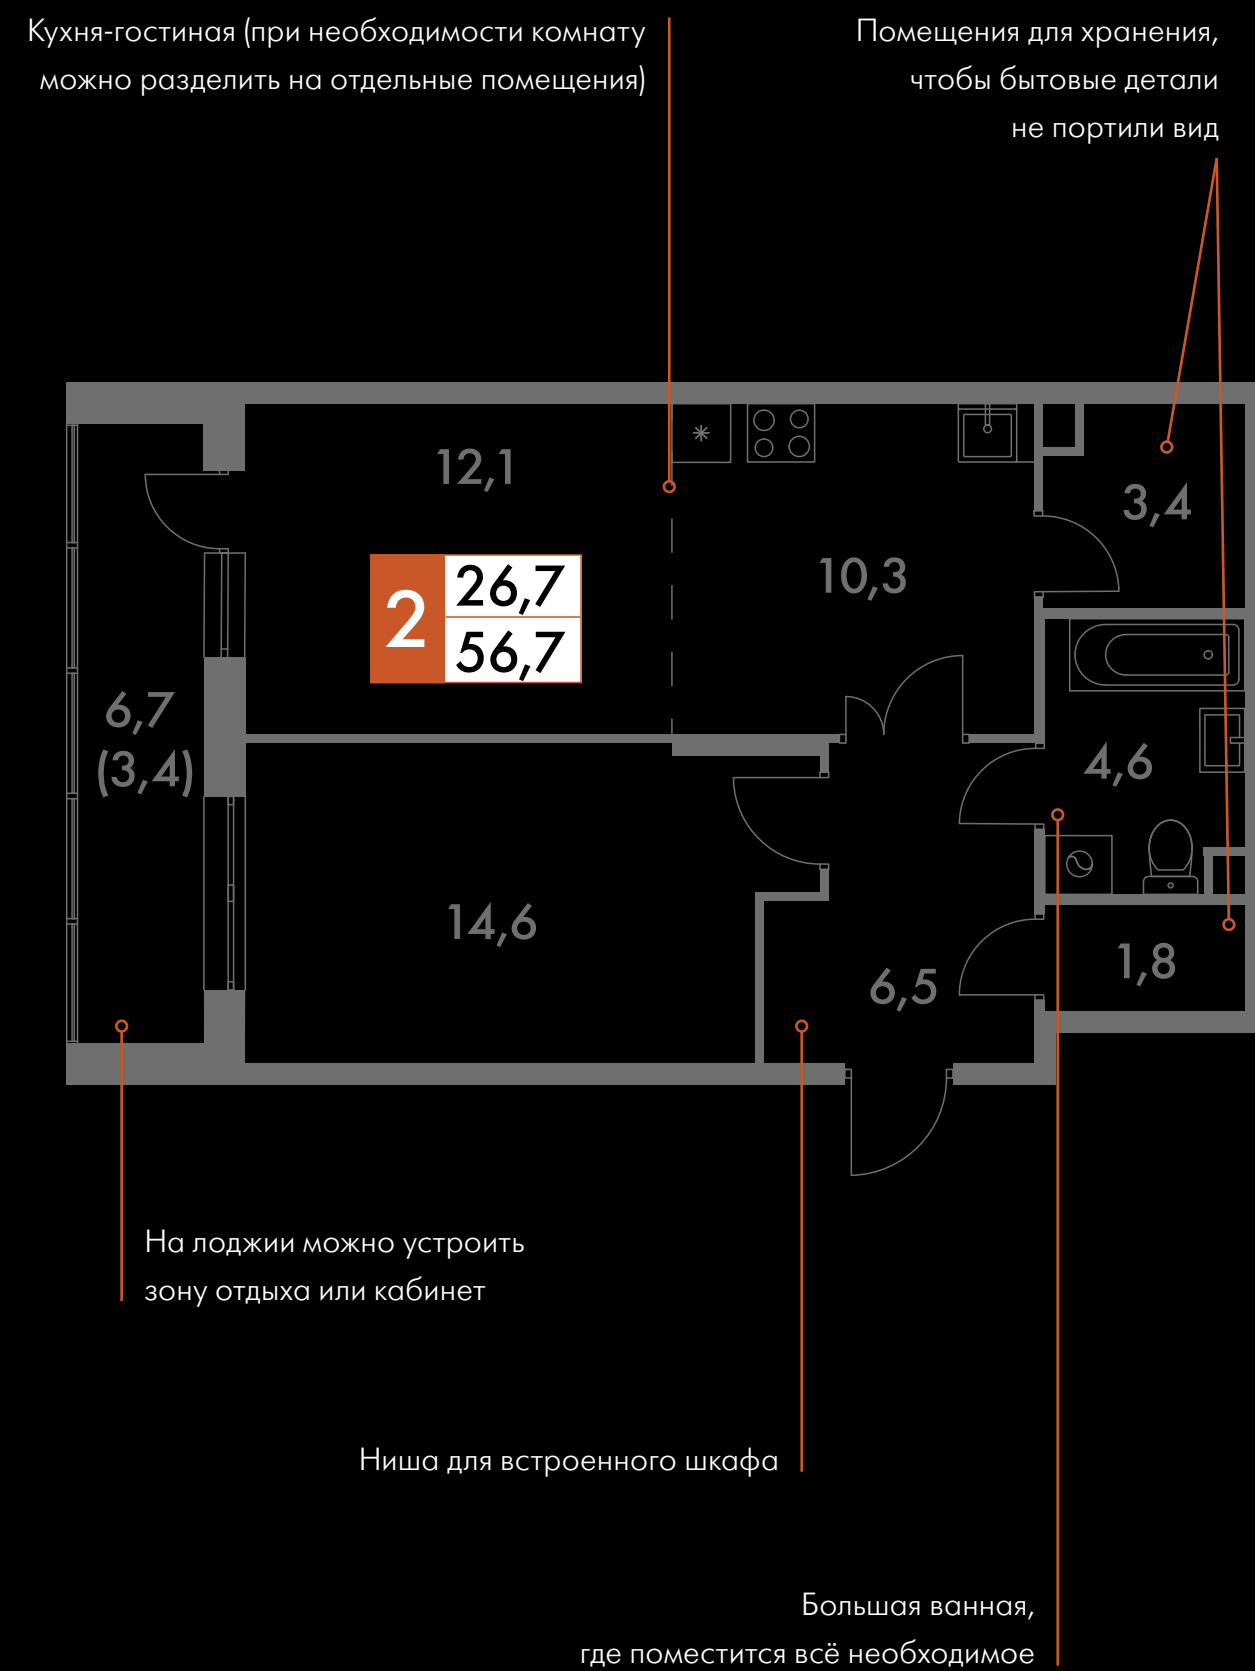 Кухня-гостиная (при необходимости комнату
можно разделить на отдельные помещения)
Помещения для хранения,
чтобы бытовые детали
не портили вид
12,1
3,4
10,3
2
26,7
56,7
6,7
(3,4)
4,6
14,6
1,8
6,5
На лоджии можно устроить
зону отдыха или кабинет
Ниша для встроенного шкафа
Большая ванная,
где поместится всё необходимое